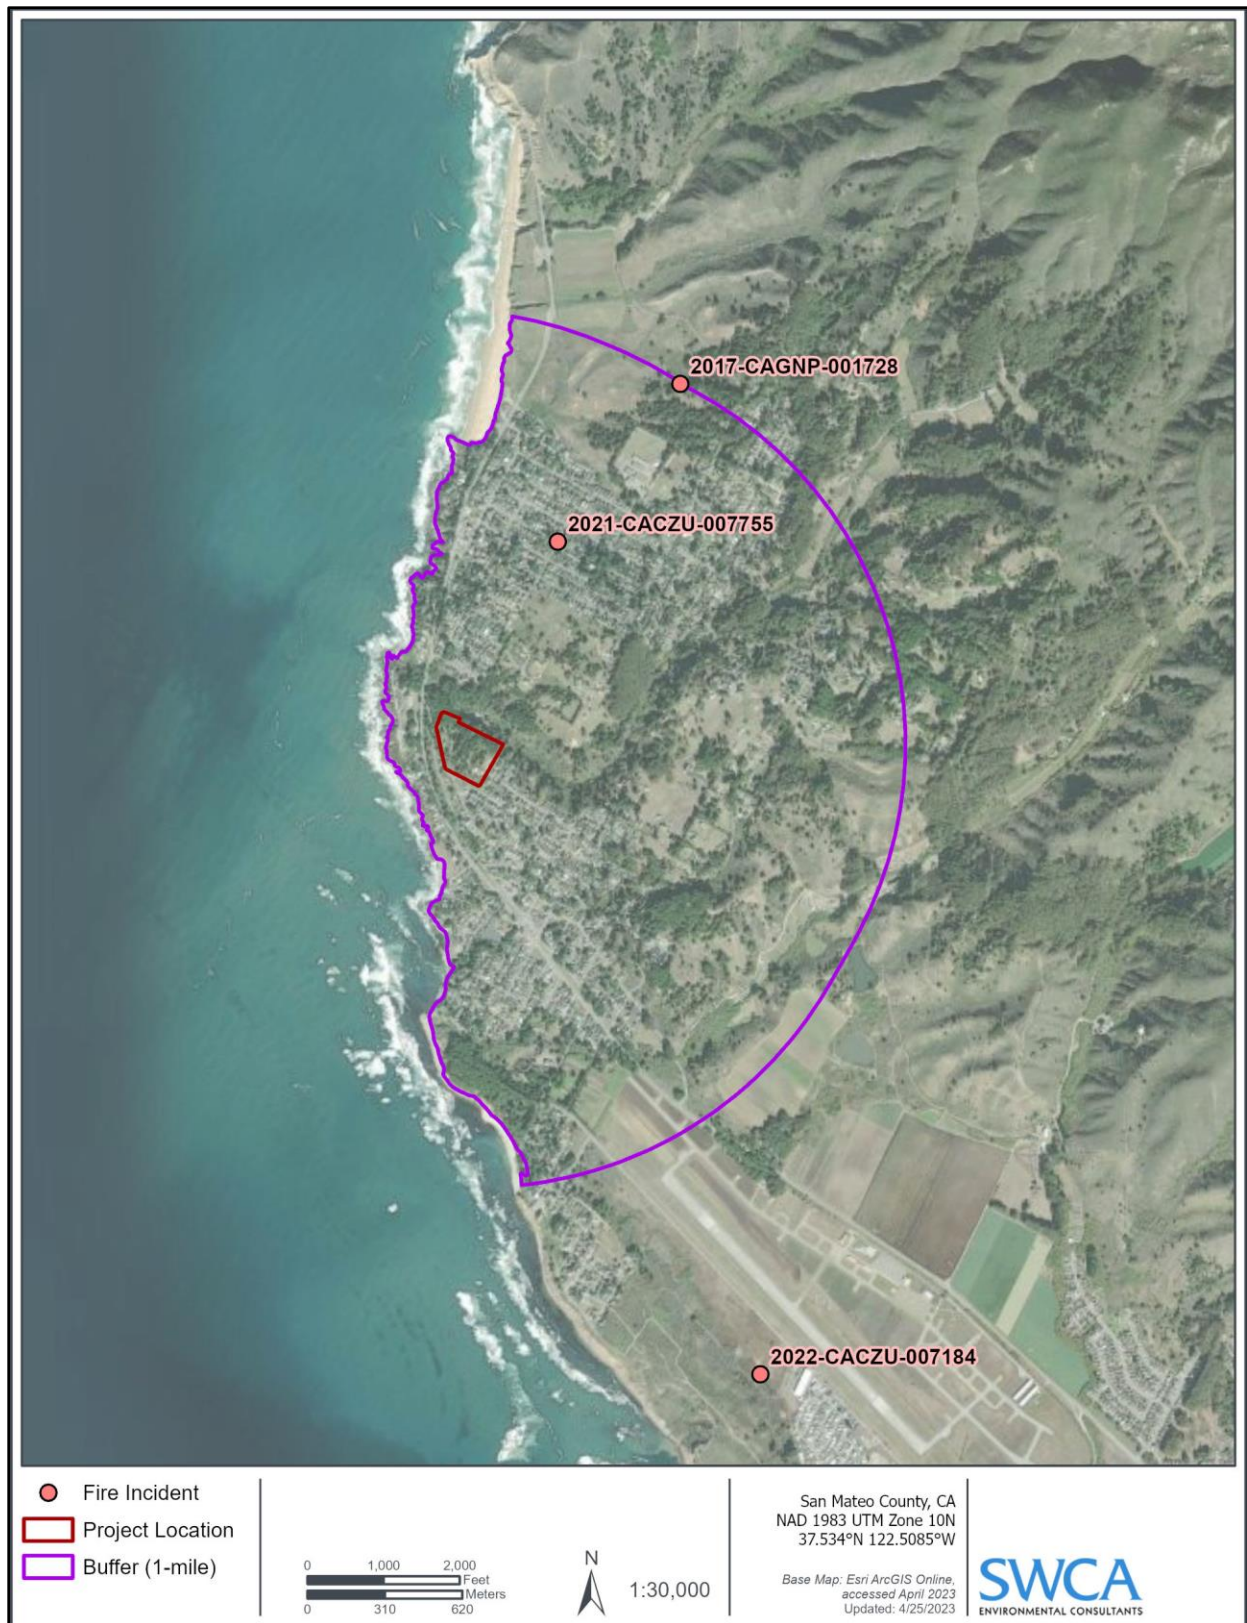 2017-CAGNP-001728
2021-CACZU-007755
2022-CACZU-007184
Fire Incident
Project Location
Buffer (1-mile)
0 1,000 2,000
Feet
Meters
0 310 620
N
1:30,000
San Mateo County, CA
NAD 1983 UTM Zone 10N
37.534°N 122.5085°W
Base Map: Esri ArcGIS Online,
accessed April 2023
Updated: 4/25/2023
SWCA
ENVIRONMENTAL CONSULTANTS